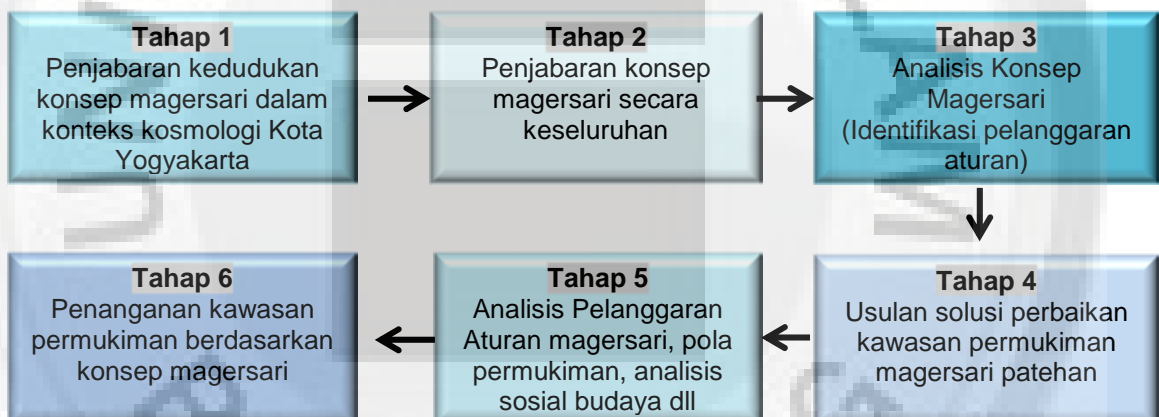 Tahap 1
Penjabaran kedudukan
konsep magersari dalam
konteks kosmologi Kota
Yogyakarta
Tahap 2
Penjabaran konsep
magersari secara
keseluruhan
Tahap 3
Analisis Konsep
Magersari
(Identifikasi pelanggaran
aturan)
Tahap 4
Usulan solusi perbaikan
kawasan permukiman
magersari patehan
Tahap 5
Analisis Pelanggaran
Aturan magersari, pola
permukiman, analisis
sosial budaya dll
Tahap 6
Penanganan kawasan
permukiman berdasarkan
konsep magersari